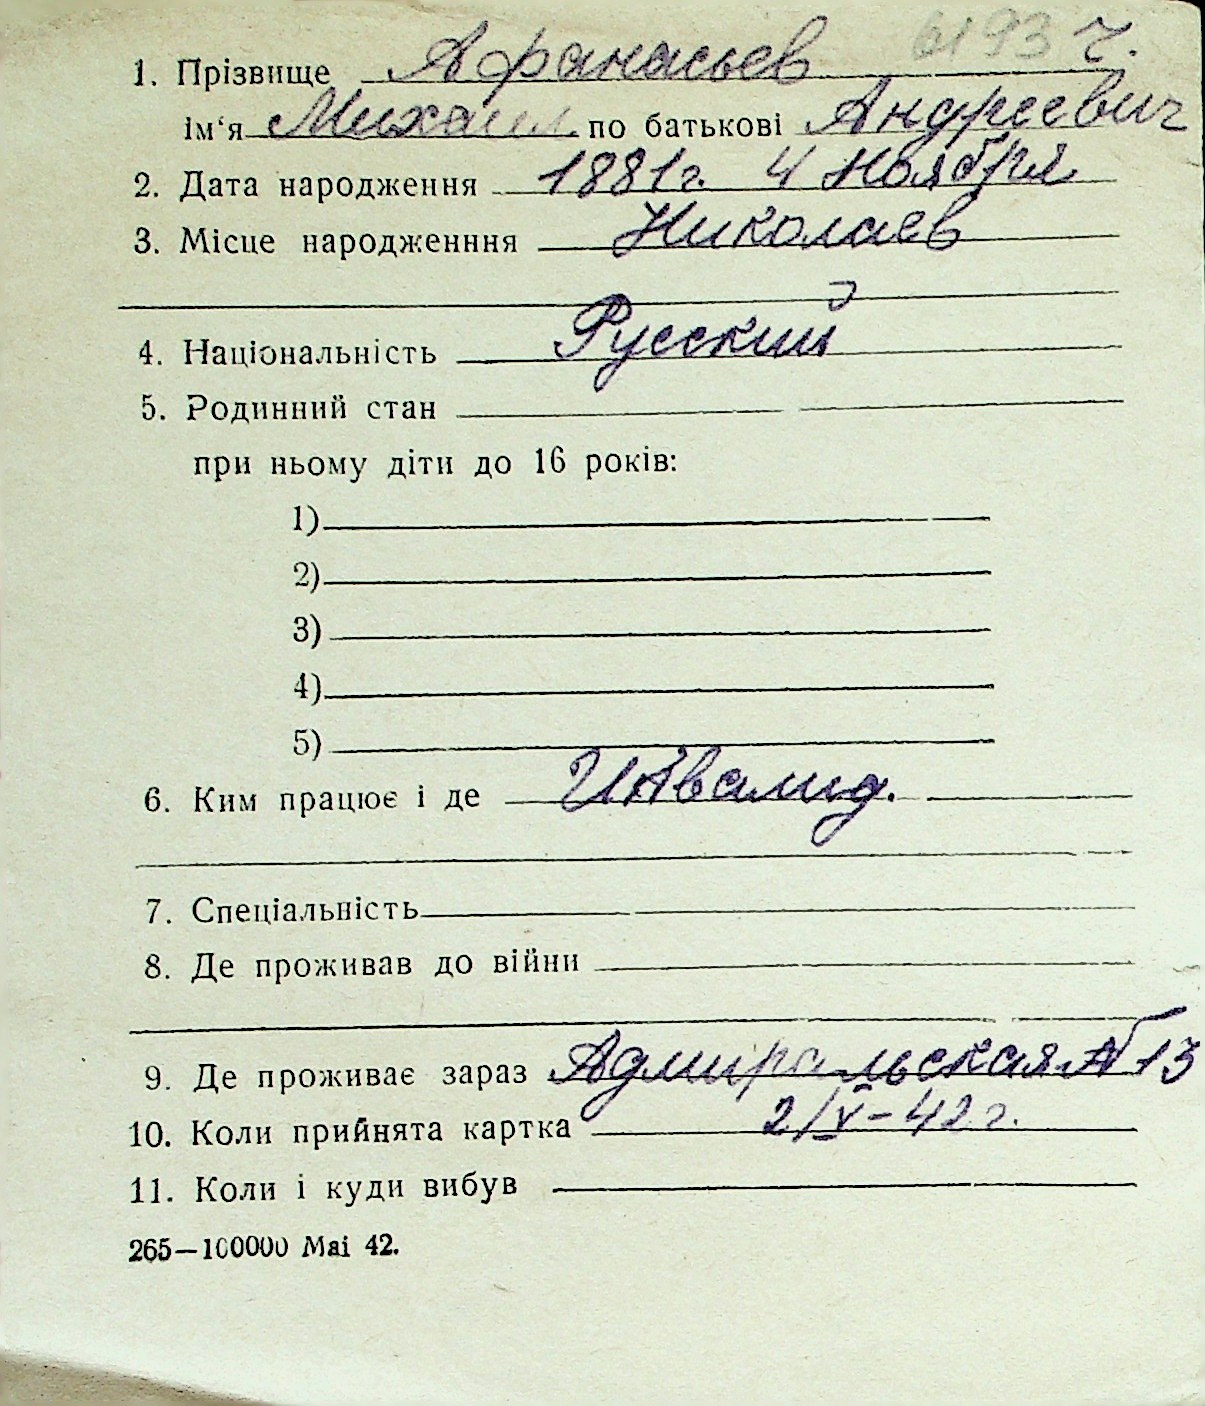 6193 ч.
1. Прізвище Афанасьев
ім‘я Михаил по батькові Андреевич
2. Дата народження 1881г. 4 Ноября
3. Місце народженння Николаев
4. Національність Русский
5. Родинний стан
при ньому діти до 16 років:
1)
2)
3)
4)
5)
6. Ким працює і де Инвалид.
7. Спеціальність
8. Де проживав до війни
9. Де проживає зараз Адмиральская № 13
10. Коли прийнята картка 2/V-42 г.
11. Коли і куди вибув
265—100000 Mai 42.